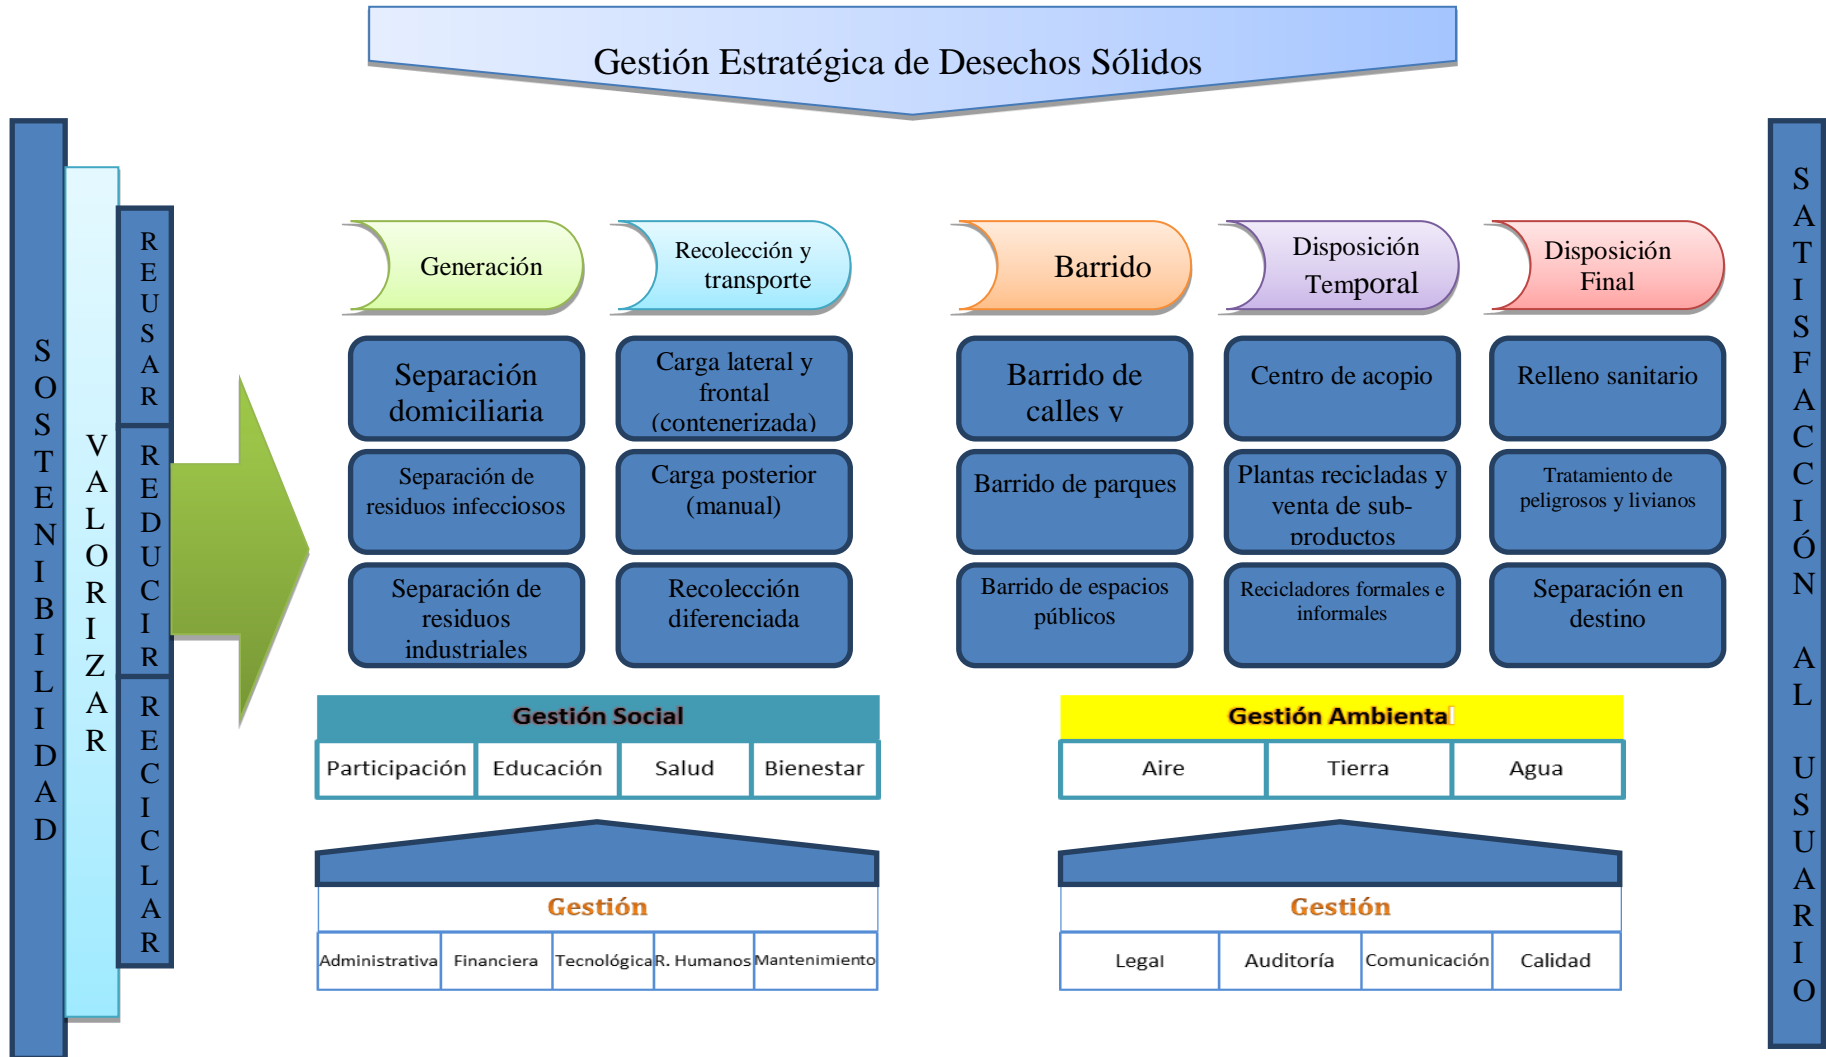 Gestión Estratégica de Desechos Sólidos
SOSTENIBILIDAD
VALORIZAR
REUSAR
REDUCIR
RECICLAR
Generación
Recolección y
transporte
Barrido
Disposición
Temporal
Disposición
Final
Separación
domiciliaria
Carga lateral y
frontal
(contenerizada)
Barrido de
calles y
Centro de acopio
Relleno sanitario
Separación de
residuos infecciosos
Carga posterior
(manual)
Barrido de parques
Plantas recicladas y
venta de sub-
productos
Tratamiento de
peligrosos y livianos
Separación de
residuos
industriales
Recolección
diferenciada
Barrido de espacios
públicos
Recicladores formales e
informales
Separación en
destino
Gestión Social
Participación Educación Salud Bienestar
Gestión Ambiental
Aire Tierra Agua
Gestión
Administrativa Financiera Tecnológica R. Humanos Mantenimiento
Gestión
Legal Auditoría Comunicación Calidad
SATISFACCIÓN AL USUARIO